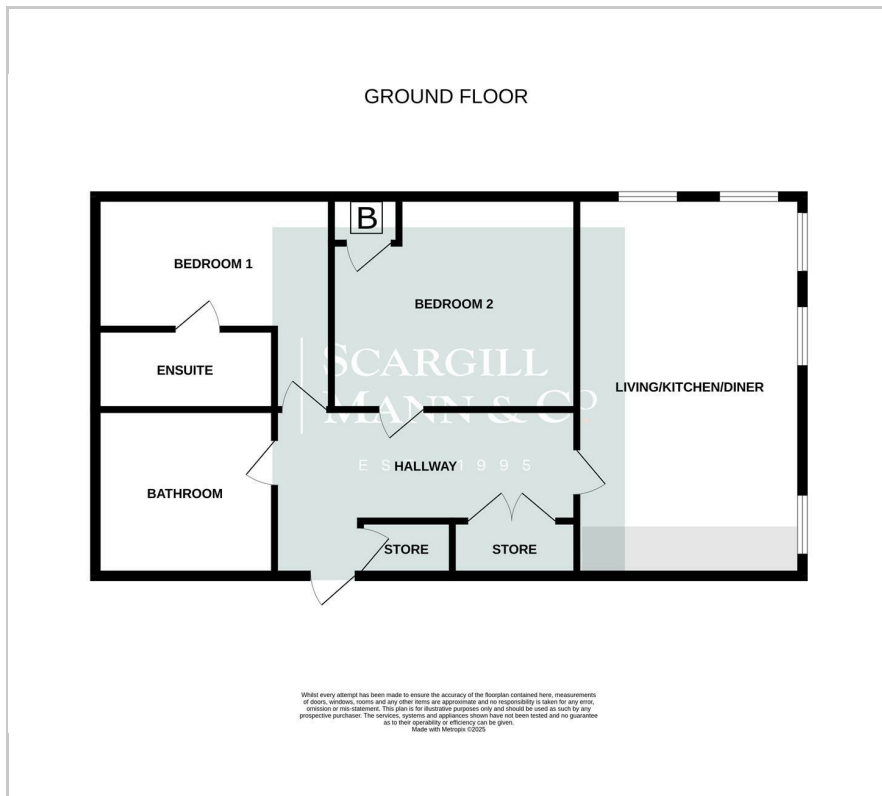 GROUND FLOOR
B
BEDROOM 1
BEDROOM 2
SCARGILL
ENSUITE
LIVING/KITCHEN/DINER
MANN & Co
HALLWAY
EST 1995
BATHROOM
STORE
STORE
Whilst every attempt has been made to ensure the accuracy of the floorplan contained here, measurements
of doors, windows, rooms and any other items are approximate and no responsibility is taken for any error,
omission or mis-statement. This plan is for illustrative purposes only and should be used as such by any
prospective purchaser. The services, systems and appliances shown have not been tested and no guarantee
as to their operability or efficiency can be given.
Made with Metropix ©2025